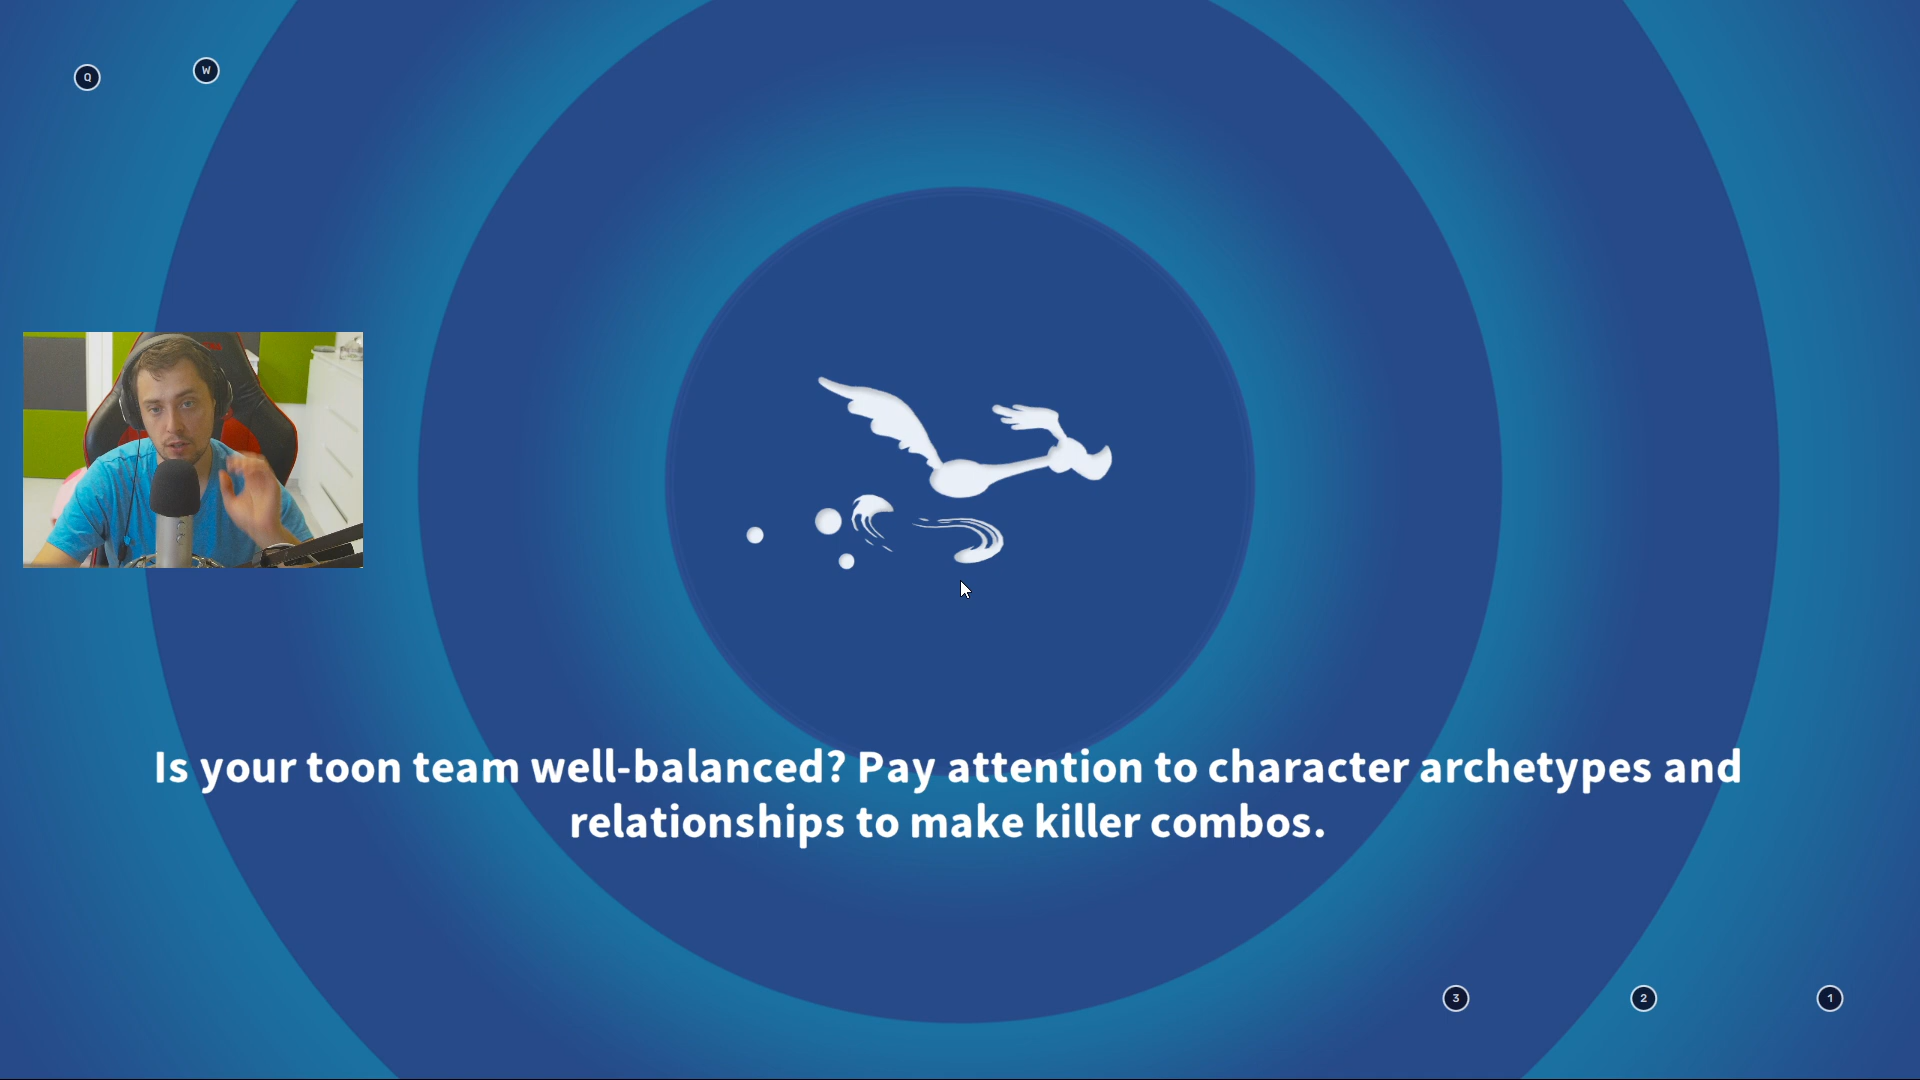 Q
W
Is your toon team well-balanced? Pay attention to character archetypes and
relationships to make killer combos.
3
2
1